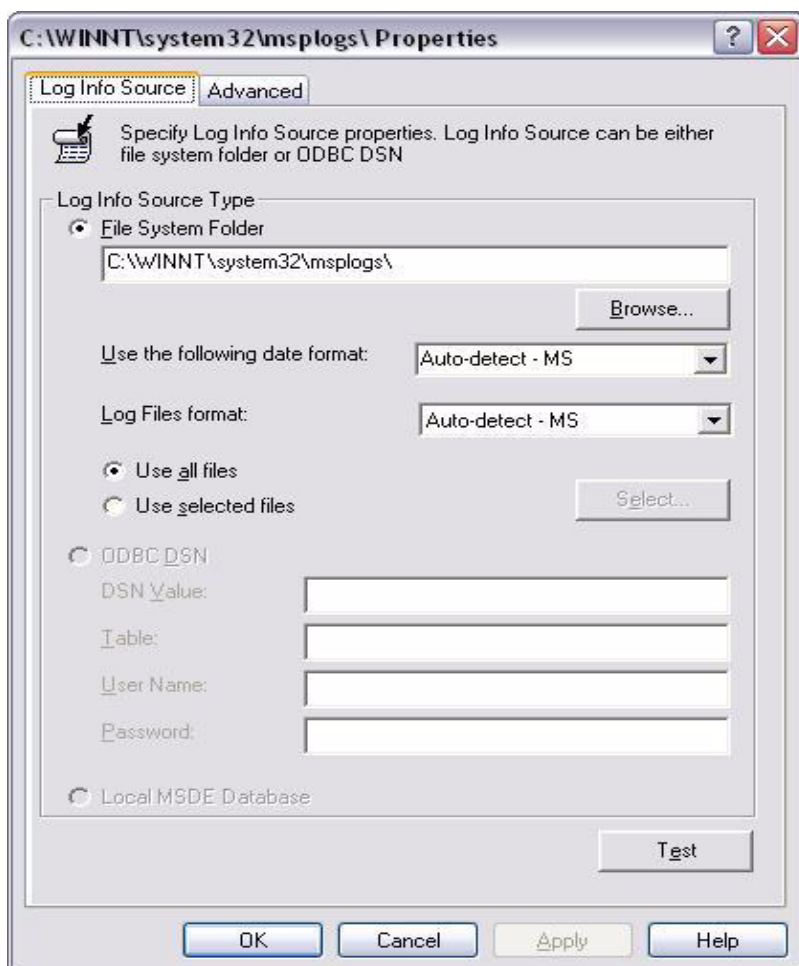 C:\WINNT\system32\msplogs\ Properties
Log Info Source
Advanced
Specify Log Info Source properties. Log Info Source can be either
file system folder or ODBC DSN
Log Info Source Type
File System Folder
C:\WINNT\system32\msplogs\
Browse...
Use the following date format:
Auto-detect - MS
Log Files format:
Auto-detect - MS
Use all files
Use selected files
Select...
ODBC DSN
DSN Value:
Table:
User Name:
Password:
Local MSDE Database
Test
OK
Cancel
Apply
Help